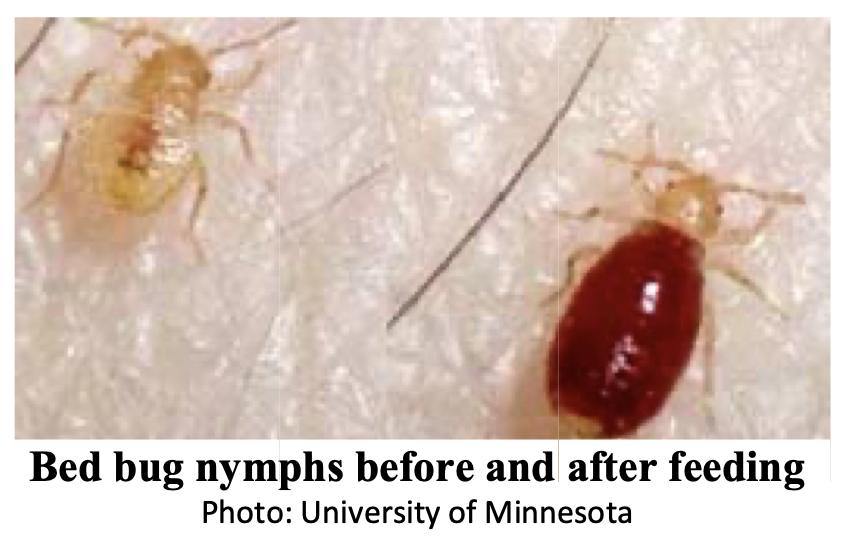 Bed bug nymphs before and after feeding
Photo: University of Minnesota